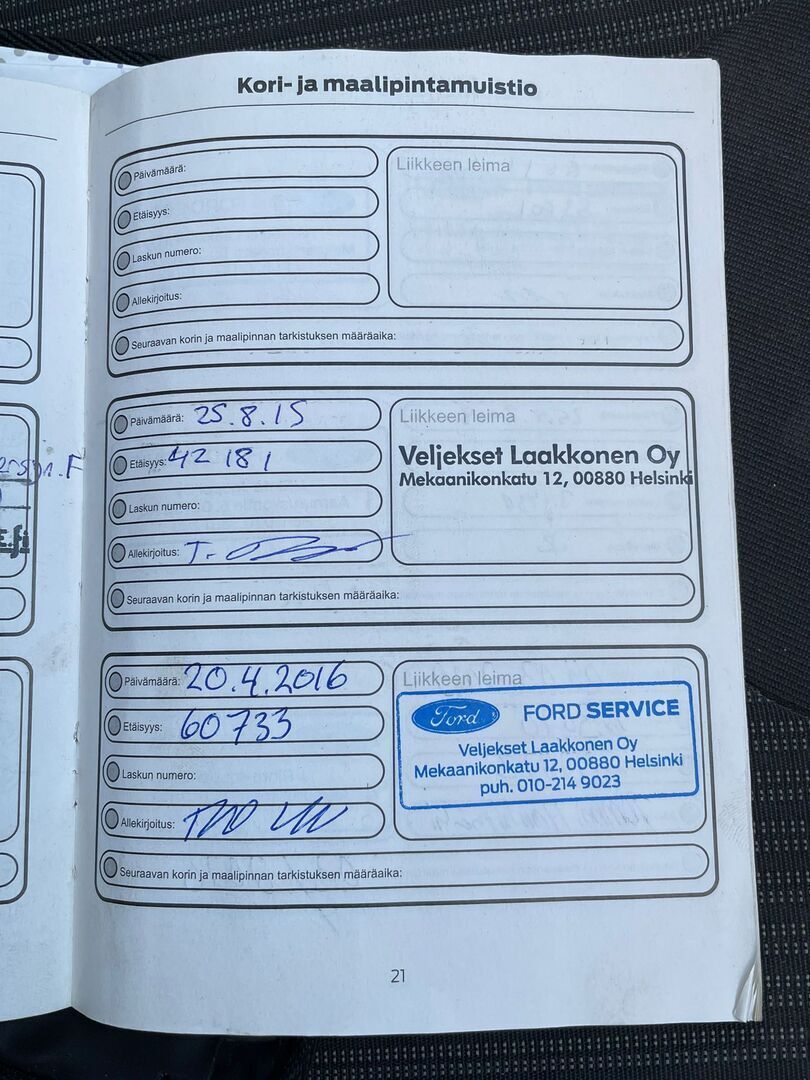 Kori- ja maalipintamuistio
Päivämäärä:
Etäisyys:
Laskun numero:
Allekirjoitus:
Liikkeen leima
Seuraavan korin ja maalipinnan tarkistuksen määräaika:
Päivämäärä: 25.8.15
Etäisyys: 42 181
Laskun numero:
Allekirjoitus:
Liikkeen leima
Veljekset Laakkonen Oy
Mekaanikonkatu 12, 00880 Helsinki
Seuraavan korin ja maalipinnan tarkistuksen määräaika:
Päivämäärä: 20.4.2016
Etäisyys: 60733
Laskun numero:
Allekirjoitus:
Liikkeen leima
Ford FORD SERVICE
Veljekset Laakkonen Oy
Mekaanikonkatu 12, 00880 Helsinki
puh. 010-214 9023
Seuraavan korin ja maalipinnan tarkistuksen määräaika:
21